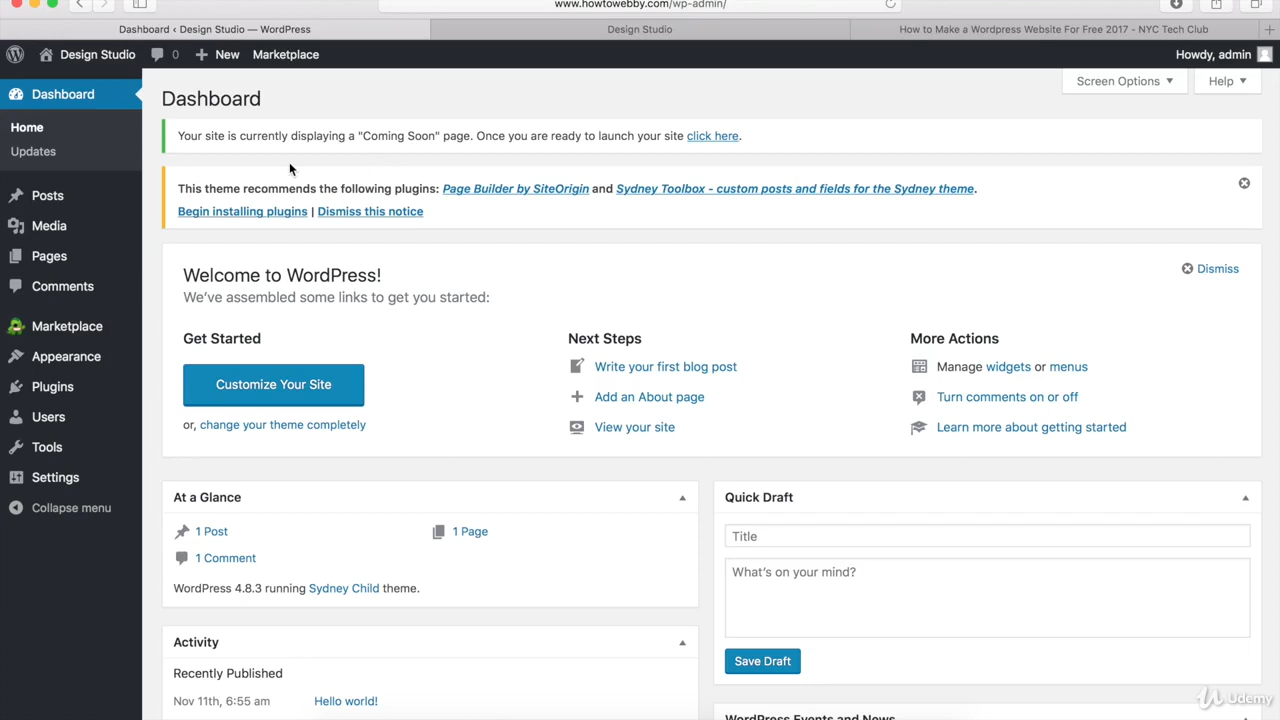 www.howtowebby.com/wp-admin/
Dashboard ‹ Design Studio — WordPress
Design Studio
How to Make a Wordpress Website For Free 2017 - NYC Tech Club
Design Studio
0
New
Marketplace
Howdy, admin
Dashboard
Home
Updates
Posts
Media
Pages
Comments
Marketplace
Appearance
Plugins
Users
Tools
Settings
Collapse menu
Screen Options
Help
Dashboard
Your site is currently displaying a "Coming Soon" page. Once you are ready to launch your site click here.
This theme recommends the following plugins: Page Builder by SiteOrigin and Sydney Toolbox - custom posts and fields for the Sydney theme.
Begin installing plugins | Dismiss this notice
Welcome to WordPress!
We've assembled some links to get you started:
Dismiss
Get Started
Customize Your Site
or, change your theme completely
Next Steps
Write your first blog post
Add an About page
View your site
More Actions
Manage widgets or menus
Turn comments on or off
Learn more about getting started
At a Glance
1 Post
1 Page
1 Comment
WordPress 4.8.3 running Sydney Child theme.
Activity
Recently Published
Nov 11th, 6:55 am
Hello world!
Quick Draft
Title
What's on your mind?
Save Draft
WordPress Events and News
Udemy